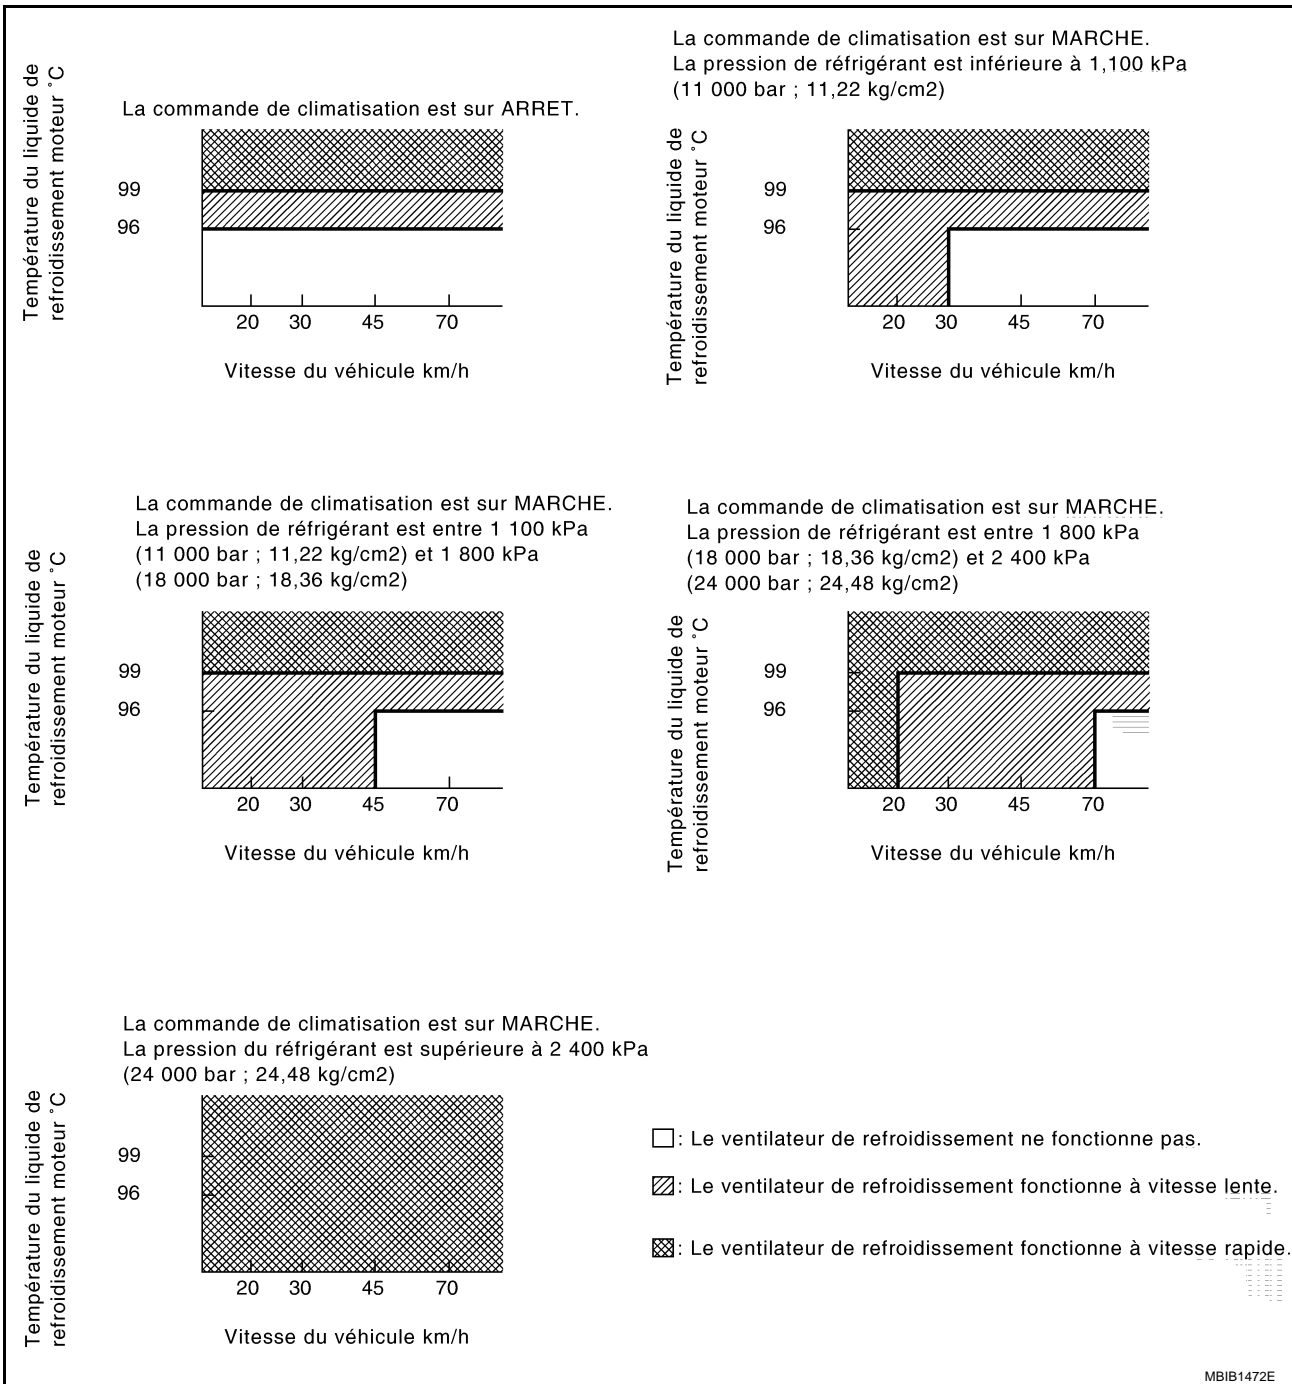 La commande de climatisation est sur ARRET.
Température du liquide de
refroidissement moteur °C
99
96
20 30 45 70
Vitesse du véhicule km/h
La commande de climatisation est sur MARCHE.
La pression de réfrigérant est inférieure à 1,100 kPa
(11 000 bar ; 11,22 kg/cm2)
Température du liquide de
refroidissement moteur °C
99
96
20 30 45 70
Vitesse du véhicule km/h
La commande de climatisation est sur MARCHE.
La pression de réfrigérant est entre 1 100 kPa
(11 000 bar ; 11,22 kg/cm2) et 1 800 kPa
(18 000 bar ; 18,36 kg/cm2)
Température du liquide de
refroidissement moteur °C
99
96
20 30 45 70
Vitesse du véhicule km/h
La commande de climatisation est sur MARCHE.
La pression de réfrigérant est entre 1 800 kPa
(18 000 bar ; 18,36 kg/cm2) et 2 400 kPa
(24 000 bar ; 24,48 kg/cm2)
Température du liquide de
refroidissement moteur °C
99
96
20 30 45 70
Vitesse du véhicule km/h
La commande de climatisation est sur MARCHE.
La pression du réfrigérant est supérieure à 2 400 kPa
(24 000 bar ; 24,48 kg/cm2)
Température du liquide de
refroidissement moteur °C
99
96
20 30 45 70
Vitesse du véhicule km/h
: Le ventilateur de refroidissement ne fonctionne pas.
: Le ventilateur de refroidissement fonctionne à vitesse lente.
: Le ventilateur de refroidissement fonctionne à vitesse rapide.
MBIB1472E